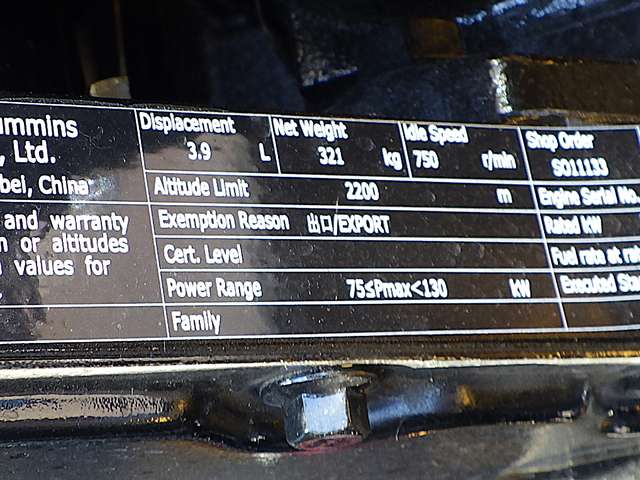 ummins
, Ltd.
bei, China
and warranty
n or altitudes
values for
Displacement
3.9 L
Net Weight
321 kg
Idle Speed
750 r/min
Shop Order
SO11133
Altitude Limit 2200 m
Engine Serial No
Exemption Reason 出口/EXPORT
Rated kW
Cert. Level
Fuel rate at rat
Power Range 75≤Pmax<130 kW
Executed Sta
Family